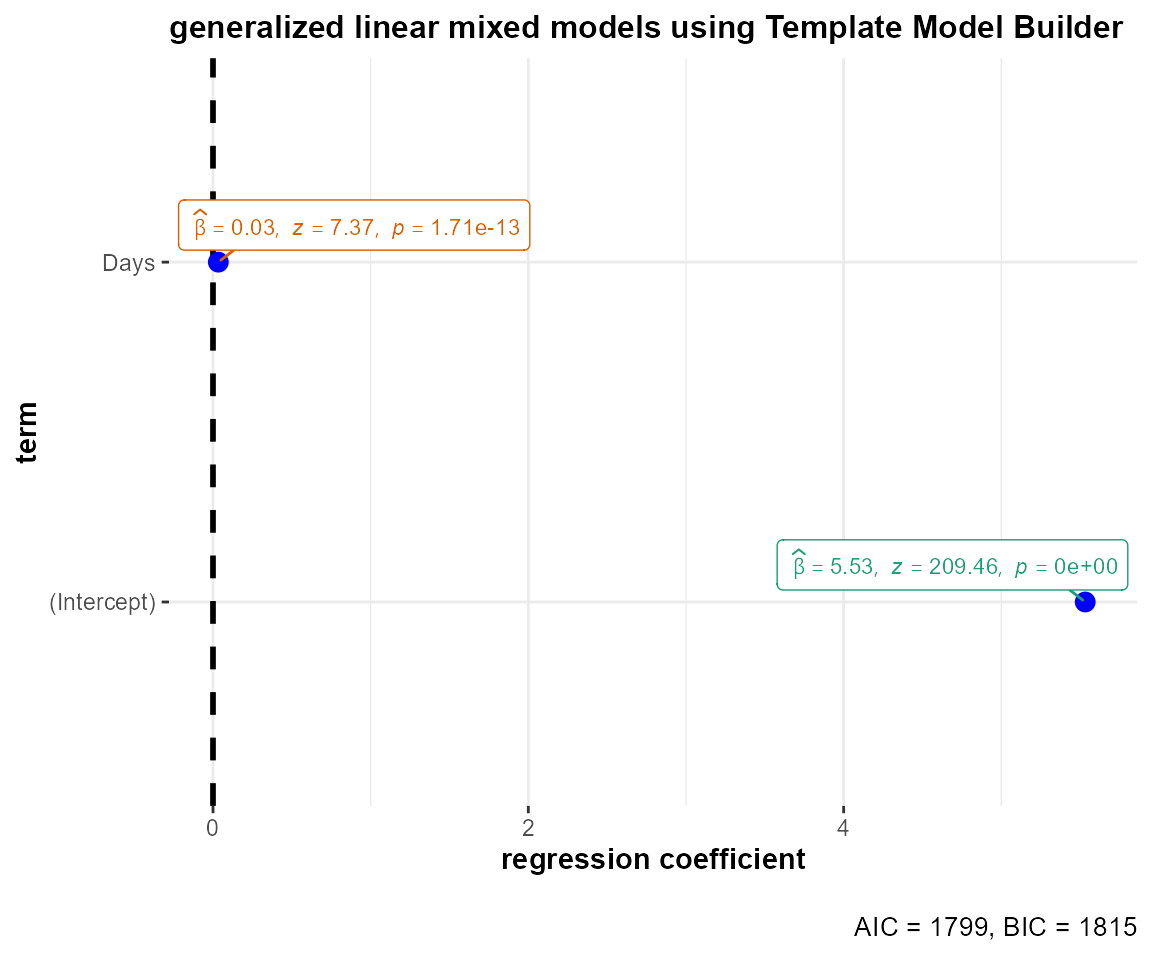 generalized linear mixed models using Template Model Builder
term
Days
(Intercept)
β̂ = 0.03, z = 7.37, p = 1.71e-13
β̂ = 5.53, z = 209.46, p = 0e+00
0 2 4
regression coefficient
AIC = 1799, BIC = 1815